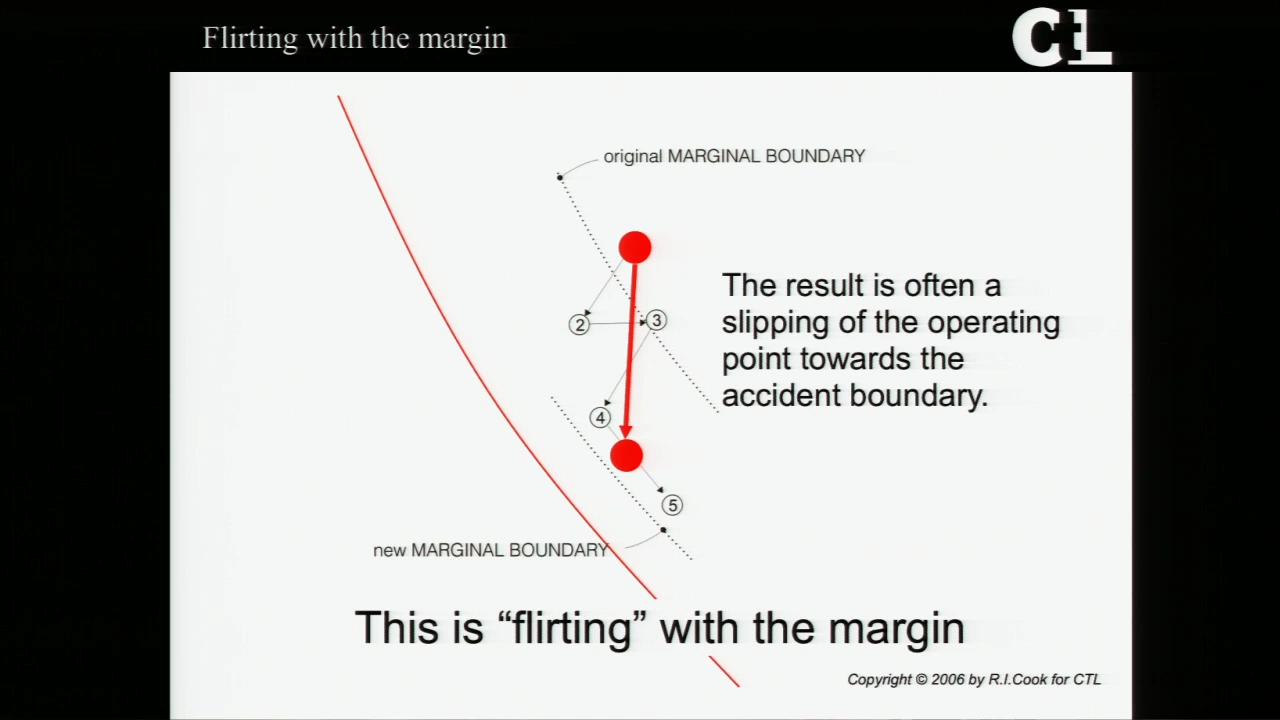 Flirting with the margin
CtL
original MARGINAL BOUNDARY
The result is often a
slipping of the operating
point towards the
accident boundary.
2
3
4
5
new MARGINAL BOUNDARY
This is “flirting” with the margin
Copyright © 2006 by R.I.Cook for CTL